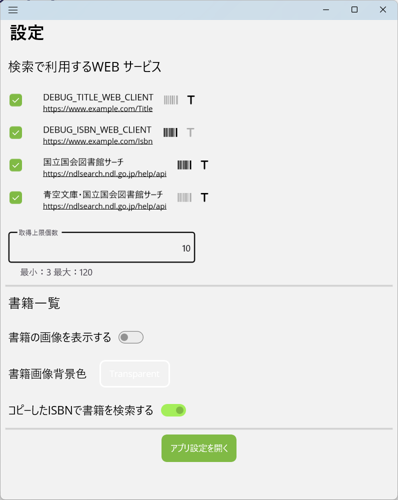 設定
検索で利用するWEB サービス
DEBUG_TITLE_WEB_CLIENT T
https://www.example.com/Title
DEBUG_ISBN_WEB_CLIENT T
https://www.example.com/Isbn
国立国会図書館サーチ T
https://ndlsearch.ndl.go.jp/help/api
青空文庫・国立国会図書館サーチ T
https://ndlsearch.ndl.go.jp/help/api
取得上限個数
10
最小：3 最大：120
書籍一覧
書籍の画像を表示する
書籍画像背景色 Transparent
コピーしたISBNで書籍を検索する
アプリ設定を開く